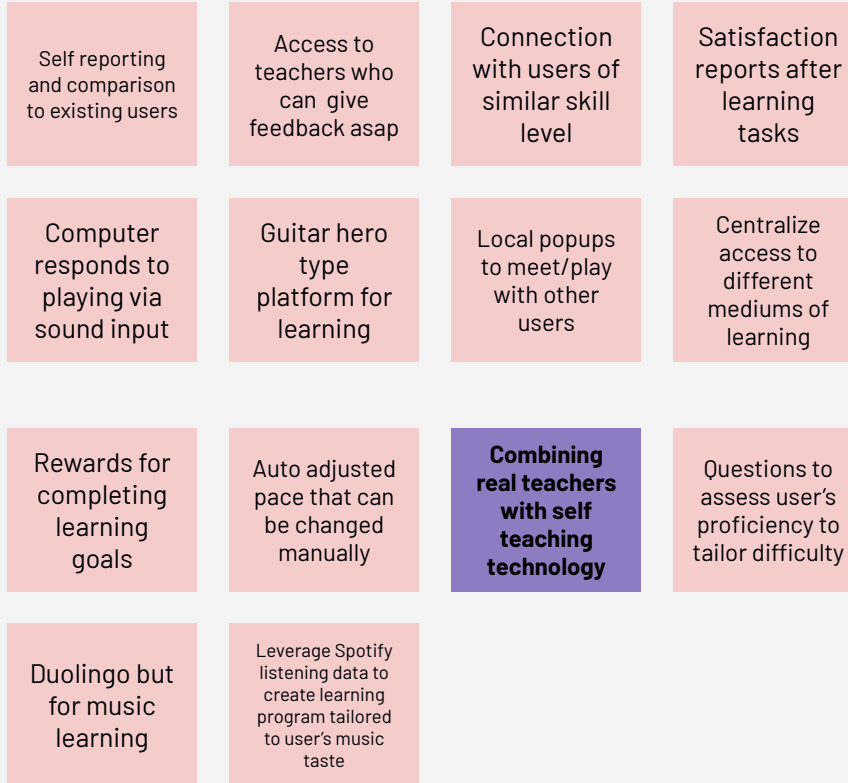 Self reporting
and comparison
to existing users
Access to
teachers who
can give
feedback asap
Connection
with users of
similar skill
level
Satisfaction
reports after
learning
tasks
Computer
responds to
playing via
sound input
Guitar hero
type
platform for
learning
Local popups
to meet/play
with other
users
Centralize
access to
different
mediums of
learning
Rewards for
completing
learning
goals
Auto adjusted
pace that can
be changed
manually
Combining
real teachers
with self
teaching
technology
Questions to
assess user’s
proficiency to
tailor difficulty
Duolingo but
for music
learning
Leverage Spotify
listening data to
create learning
program tailored
to user’s music
taste